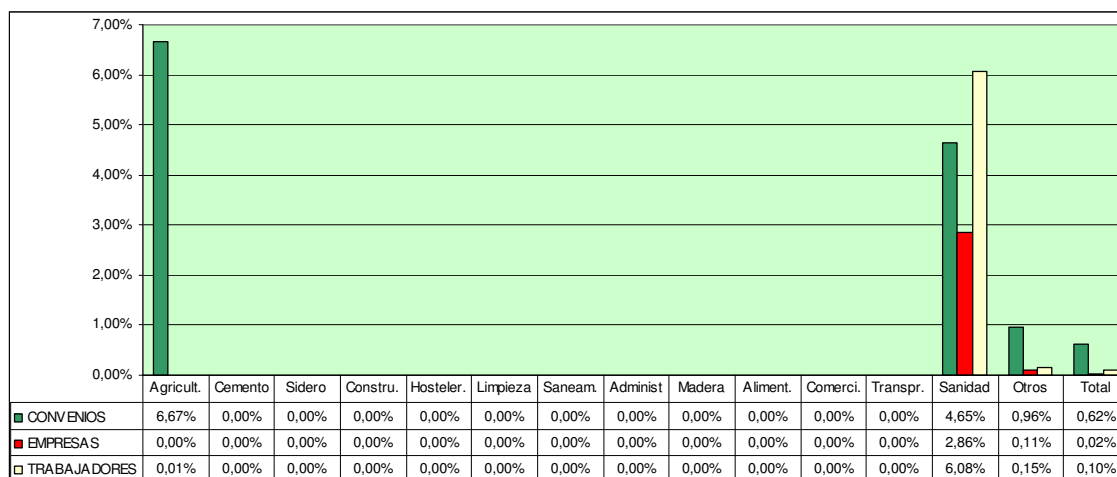 7,00%
6,00%
5,00%
4,00%
3,00%
2,00%
1,00%
0,00%
Agricult. Cemento Sidero Constru. Hosteler. Limpieza Saneam. Administ Madera Aliment. Comerci. Transpr. Sanidad Otros Total
CONVENIOS 6,67% 0,00% 0,00% 0,00% 0,00% 0,00% 0,00% 0,00% 0,00% 0,00% 0,00% 0,00% 4,65% 0,96% 0,62%
EMPRESAS 0,00% 0,00% 0,00% 0,00% 0,00% 0,00% 0,00% 0,00% 0,00% 0,00% 0,00% 0,00% 2,86% 0,11% 0,02%
TRABAJADORES 0,01% 0,00% 0,00% 0,00% 0,00% 0,00% 0,00% 0,00% 0,00% 0,00% 0,00% 0,00% 6,08% 0,15% 0,10%